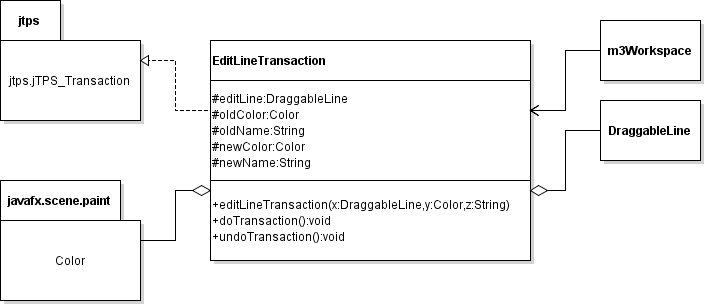 jtps
jtps.jTPS_Transaction
EditLineTransaction
#editLine:DraggableLine
#oldColor:Color
#oldName:String
#newColor:Color
#newName:String
+editLineTransaction(x:DraggableLine,y:Color,z:String)
+doTransaction():void
+undoTransaction():void
m3Workspace
DraggableLine
javafx.scene.paint
Color